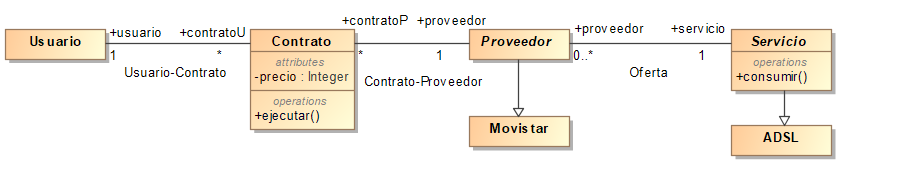 +usuario +contratoU
Usuario
1 *
Usuario-Contrato
Contrato
attributes
-precio : Integer
operations
+ejecutar()
+contratoP +proveedor
* 1
Contrato-Proveedor
Proveedor
Movistar
+proveedor +servicio
0..* 1
Oferta
Servicio
operations
+consumir()
ADSL